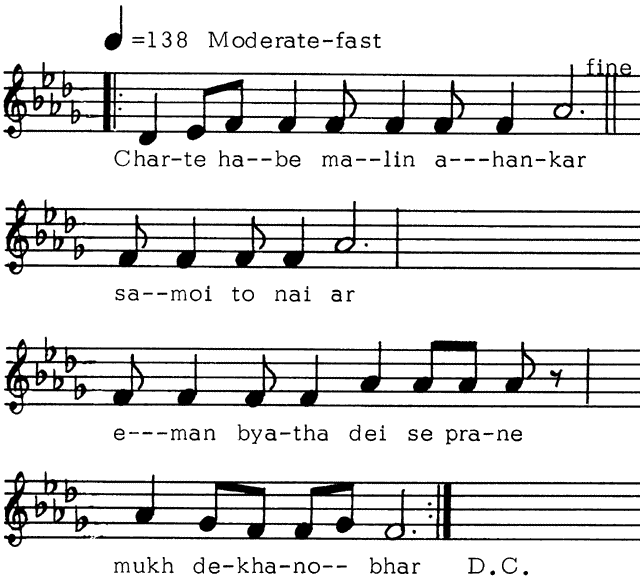 =138 Moderate-fast
fine
Char-te ha--be ma--lin a---han-kar
sa--moi to nai ar
e---man bya-tha dei se pra-ne
mukh de-kha-no-- bhar D.C.